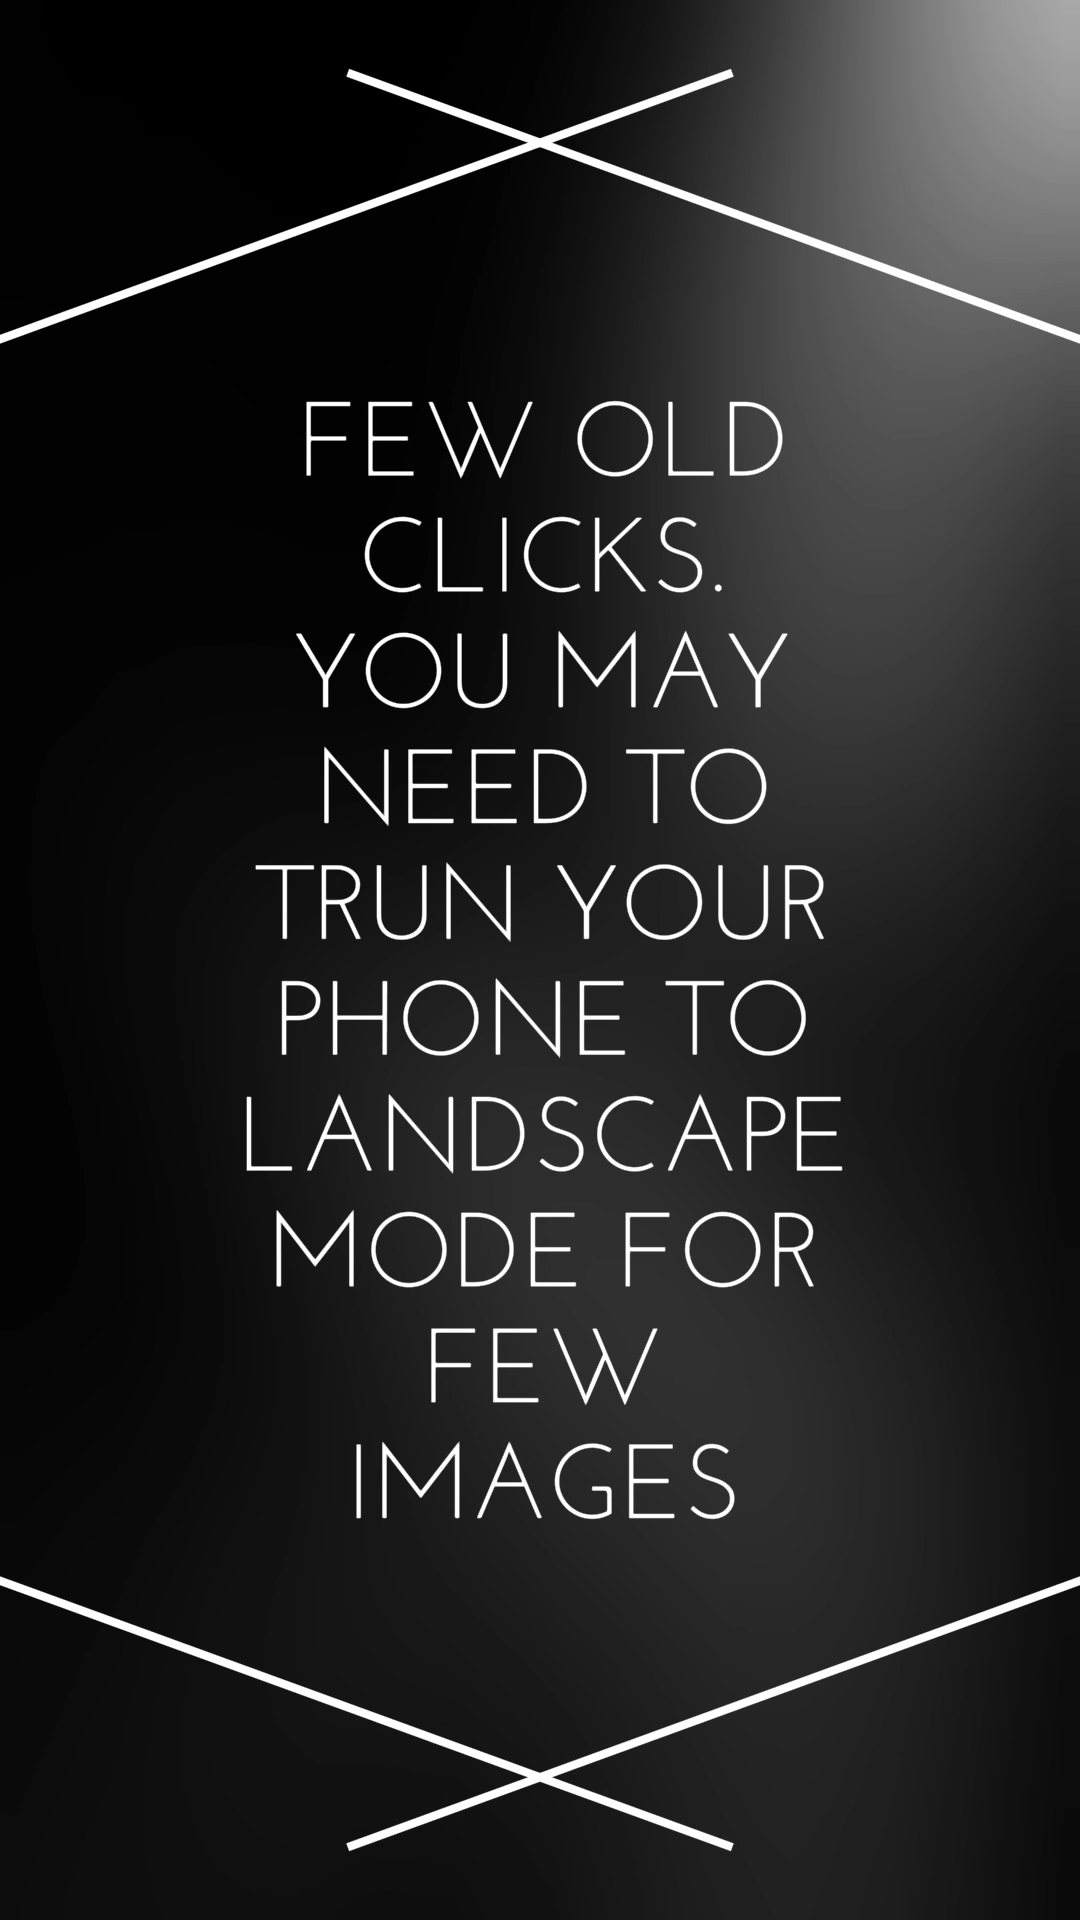 FEW OLD
CLICKS.
YOU MAY
NEED TO
TRUN YOUR
PHONE TO
LANDSCAPE
MODE FOR
FEW
IMAGES